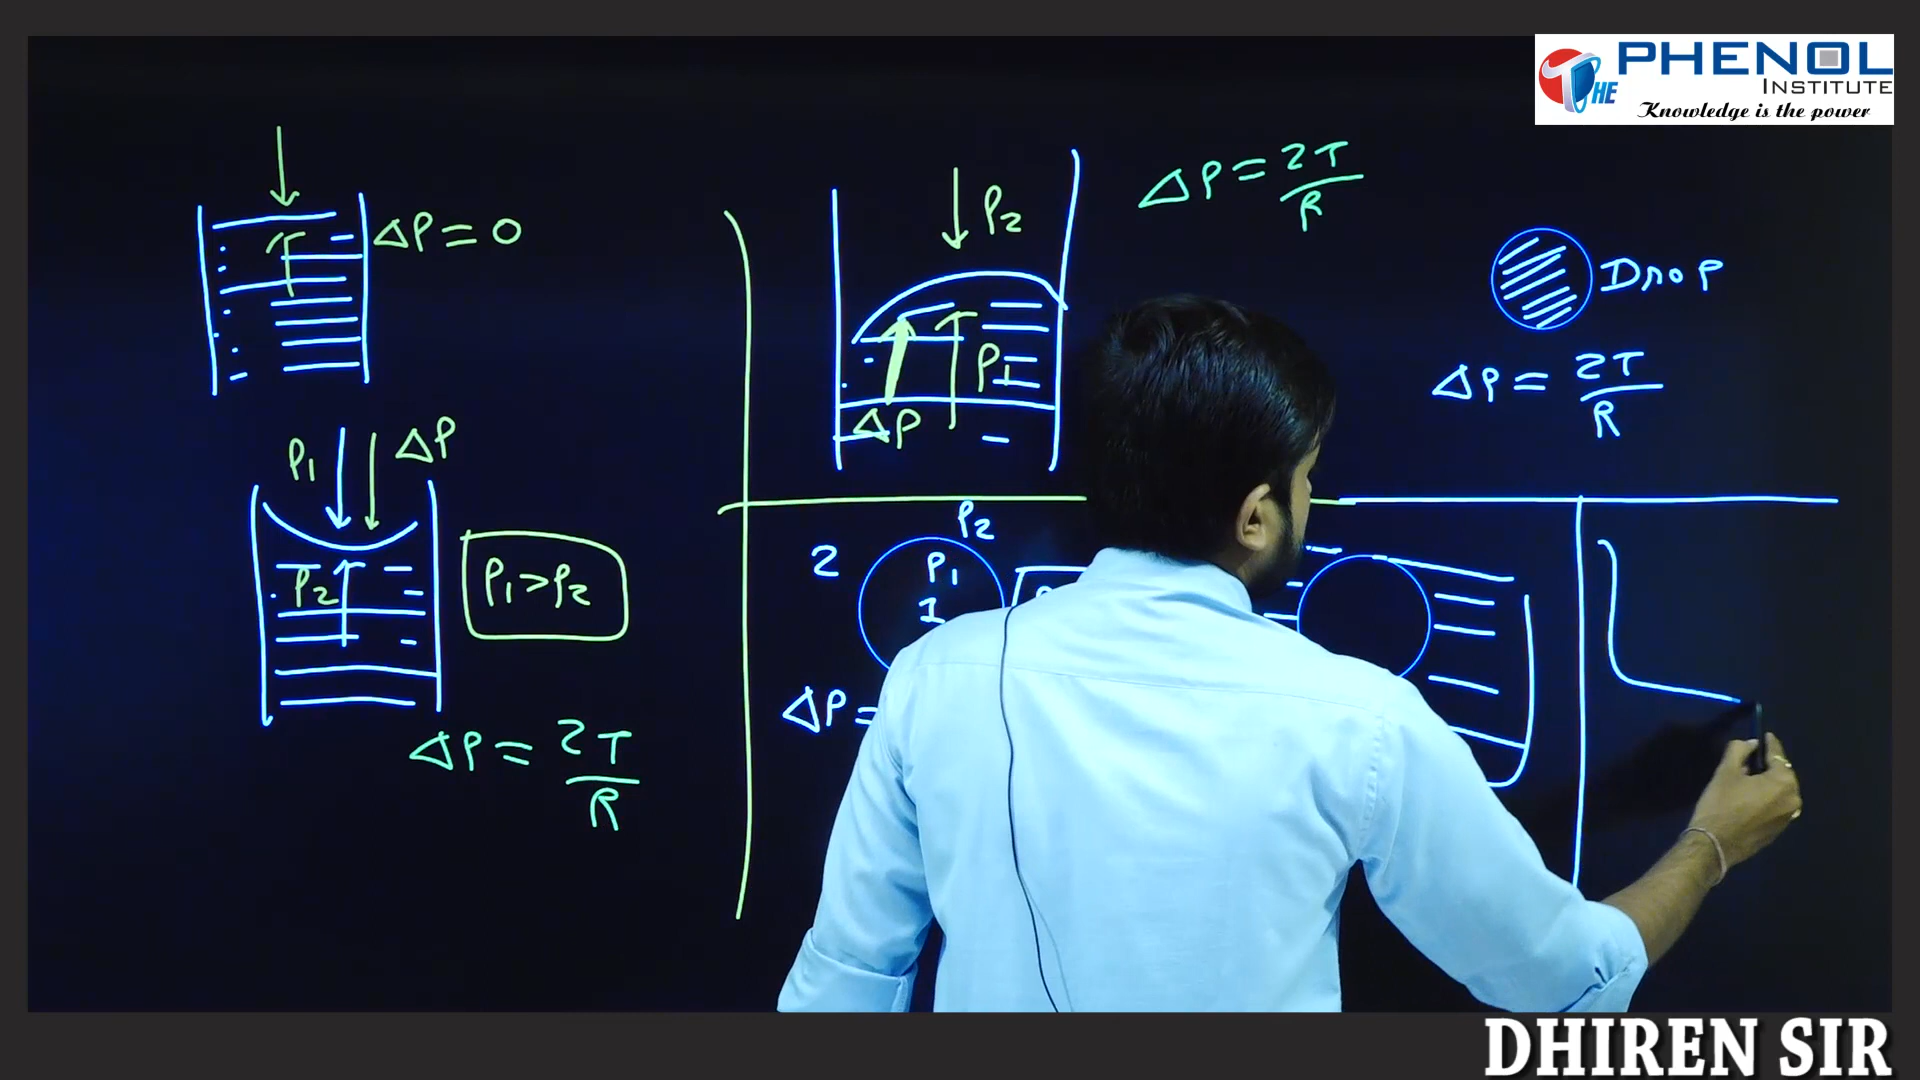 THE PHENOL
INSTITUTE
Knowledge is the power
ΔP = 0
P₁
ΔP
P₂
P₁ > P₂
ΔP = 2T/R
P₂
P₁
ΔP
ΔP = 2T/R
Drop
ΔP = 2T/R
P₂
2
P₁
1
ΔP =
DHIREN SIR